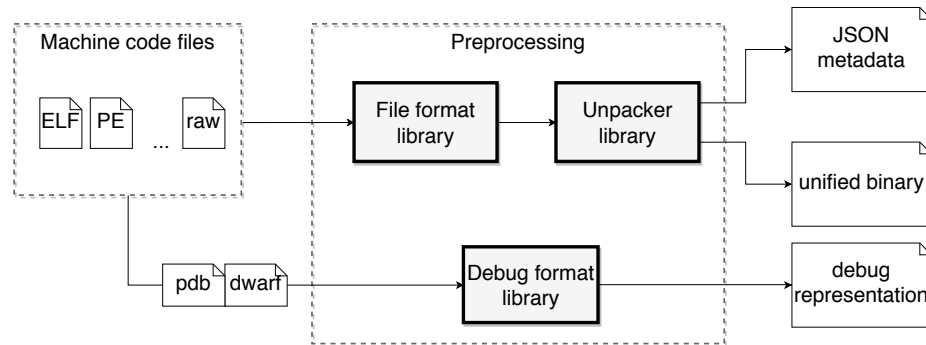 Machine code files
Preprocessing
JSON
metadata
ELF
PE
...
raw
File format
library
Unpacker
library
unified binary
pdb
dwarf
Debug format
library
debug
representation